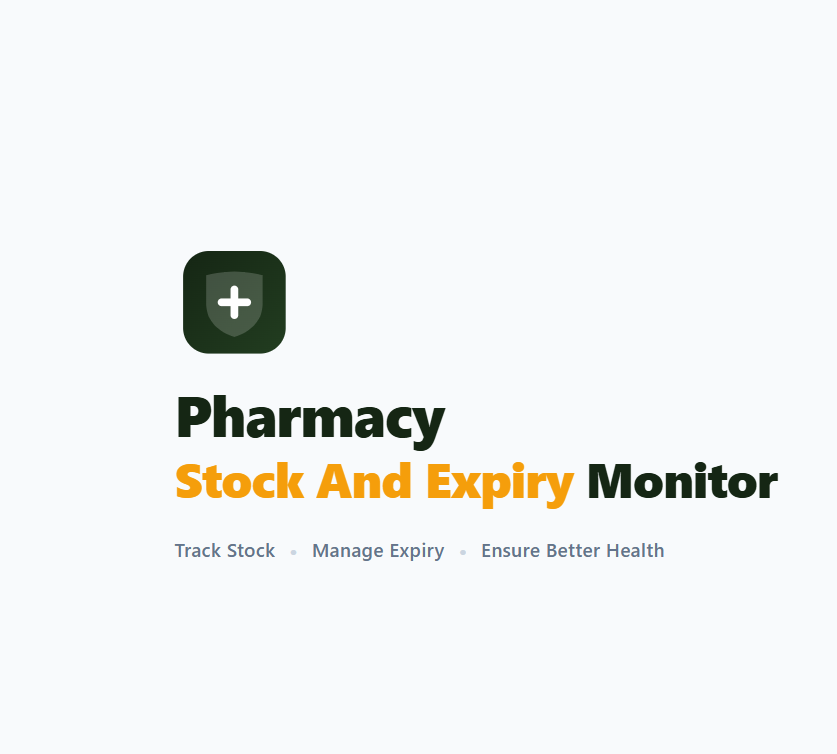 Pharmacy
Stock And Expiry Monitor
Track Stock • Manage Expiry • Ensure Better Health